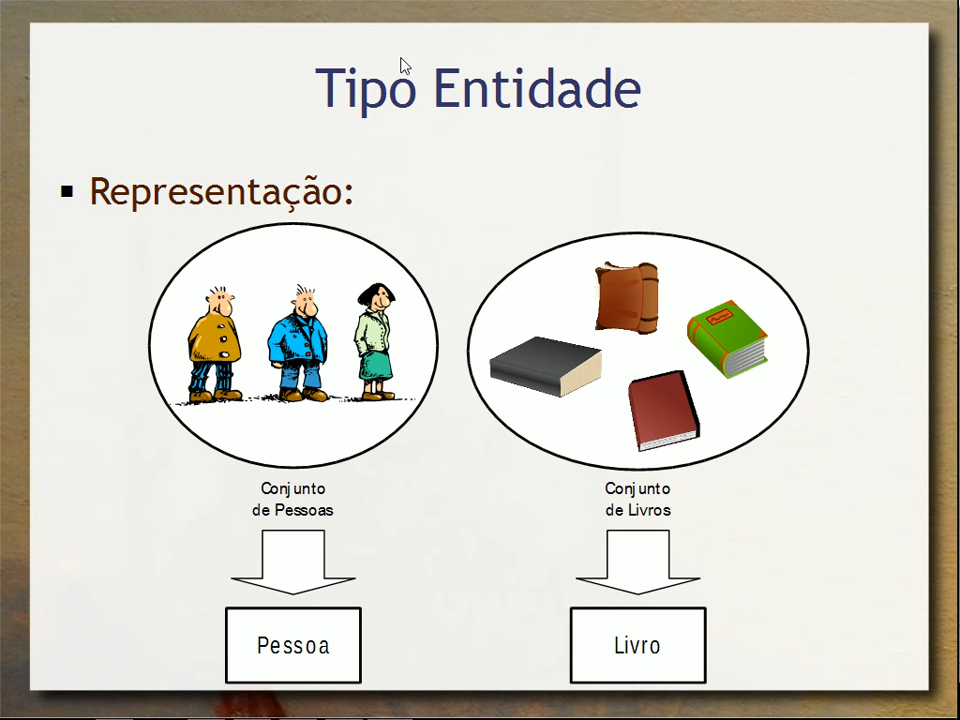 Tipo Entidade
Representação:
Conjunto
de Pessoas
Conjunto
de Livros
Pessoa
Livro